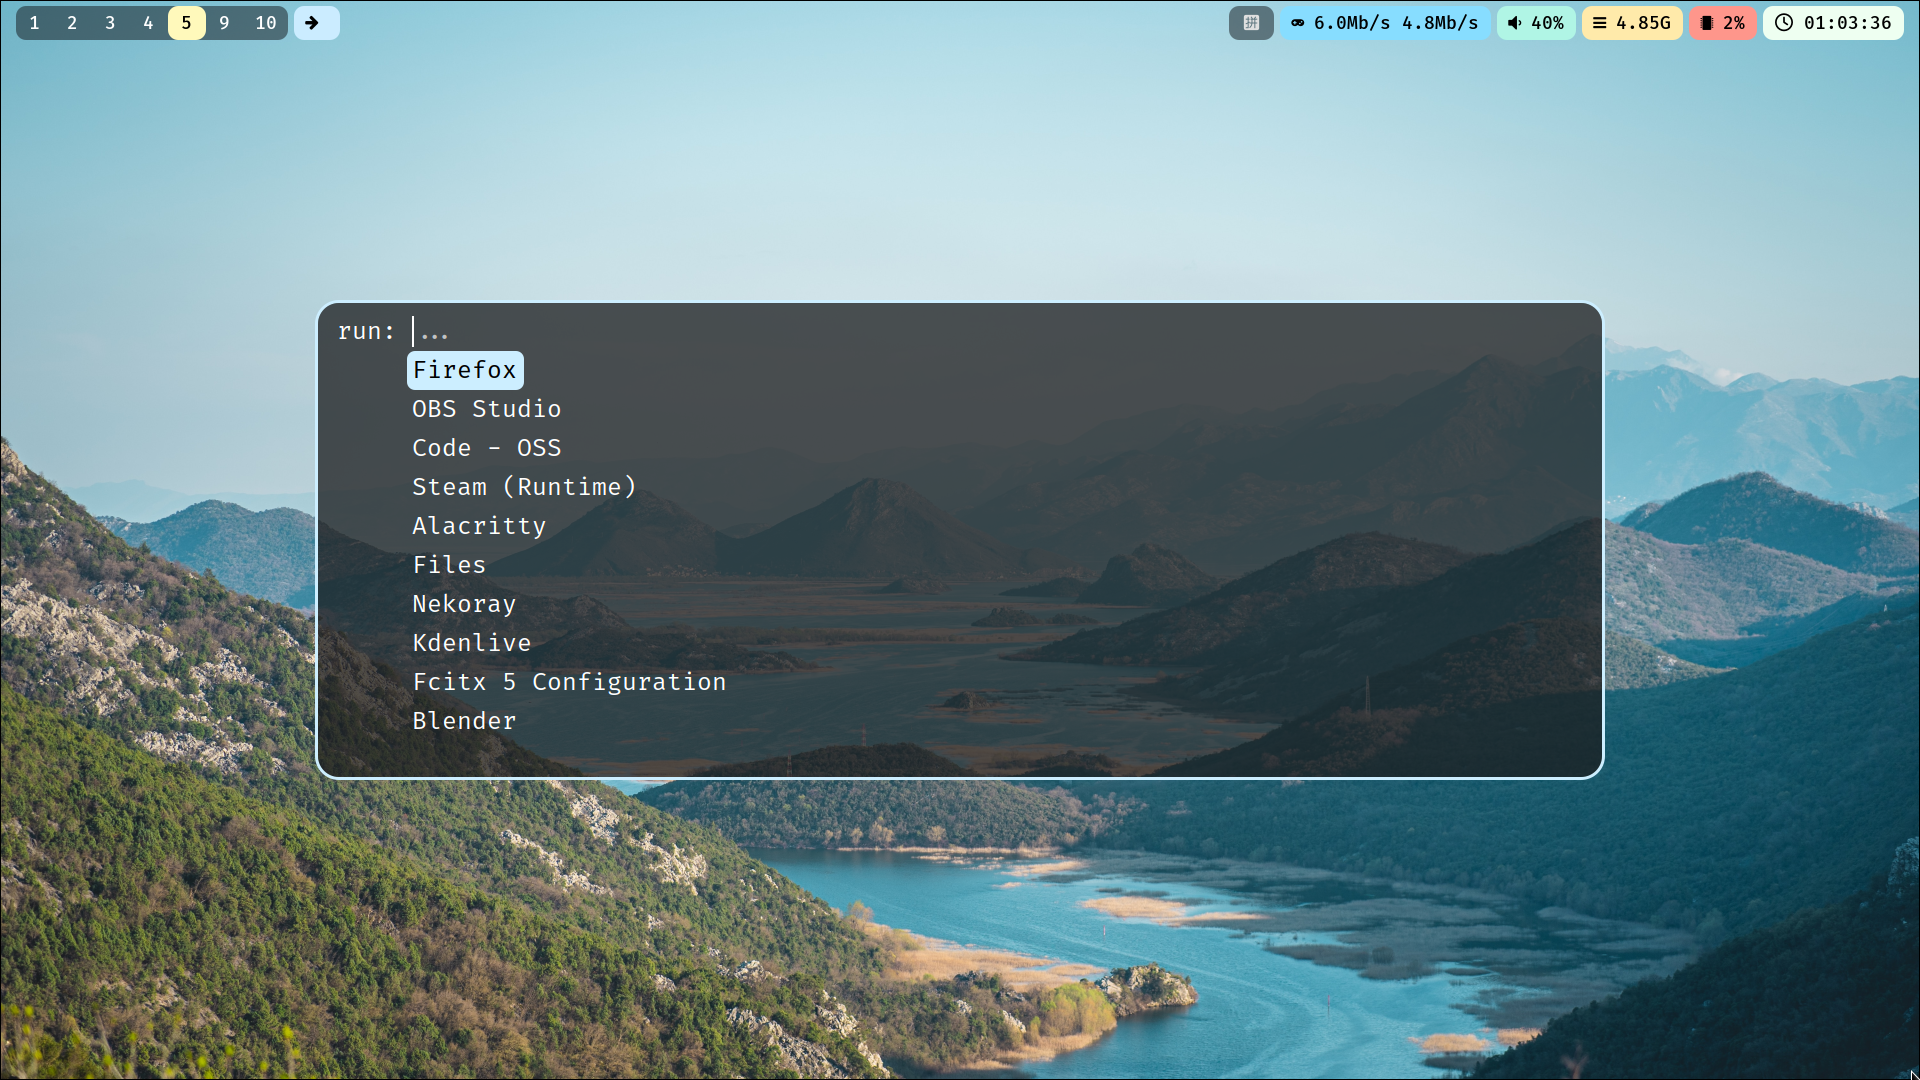 1 2 3 4 5 9 10
拼 6.0Mb/s 4.8Mb/s 40% 4.85G 2% 01:03:36
run: ...
Firefox
OBS Studio
Code - OSS
Steam (Runtime)
Alacritty
Files
Nekoray
Kdenlive
Fcitx 5 Configuration
Blender